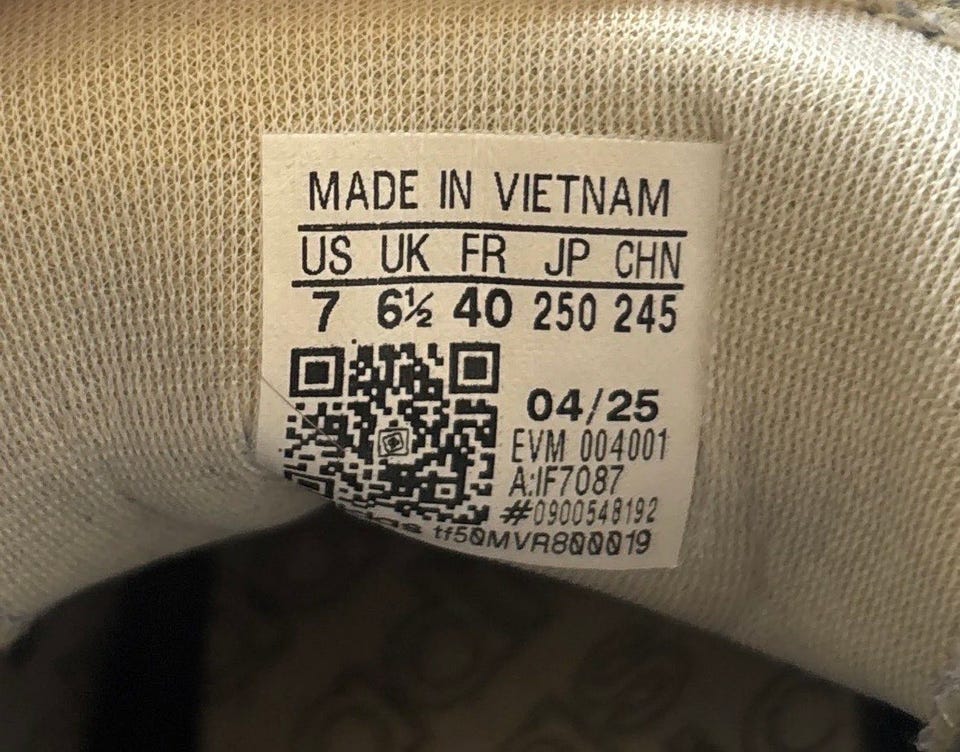 MADE IN VIETNAM
US UK FR JP CHN
7 6½ 40 250 245
04/25
EVM 004001
A:IF7087
#0900548192
tf50MVR800019